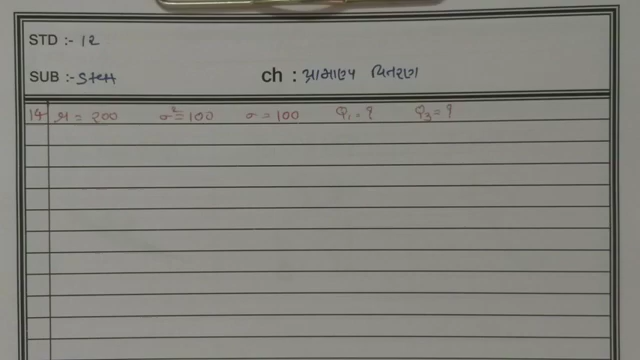 STD :- 12
SUB :- Stat
ch : પ્રામાણ્ય વિતરણ
14 μ = 200 σ² = 100 σ = 100 Q₁ = ? Q₃ = ?